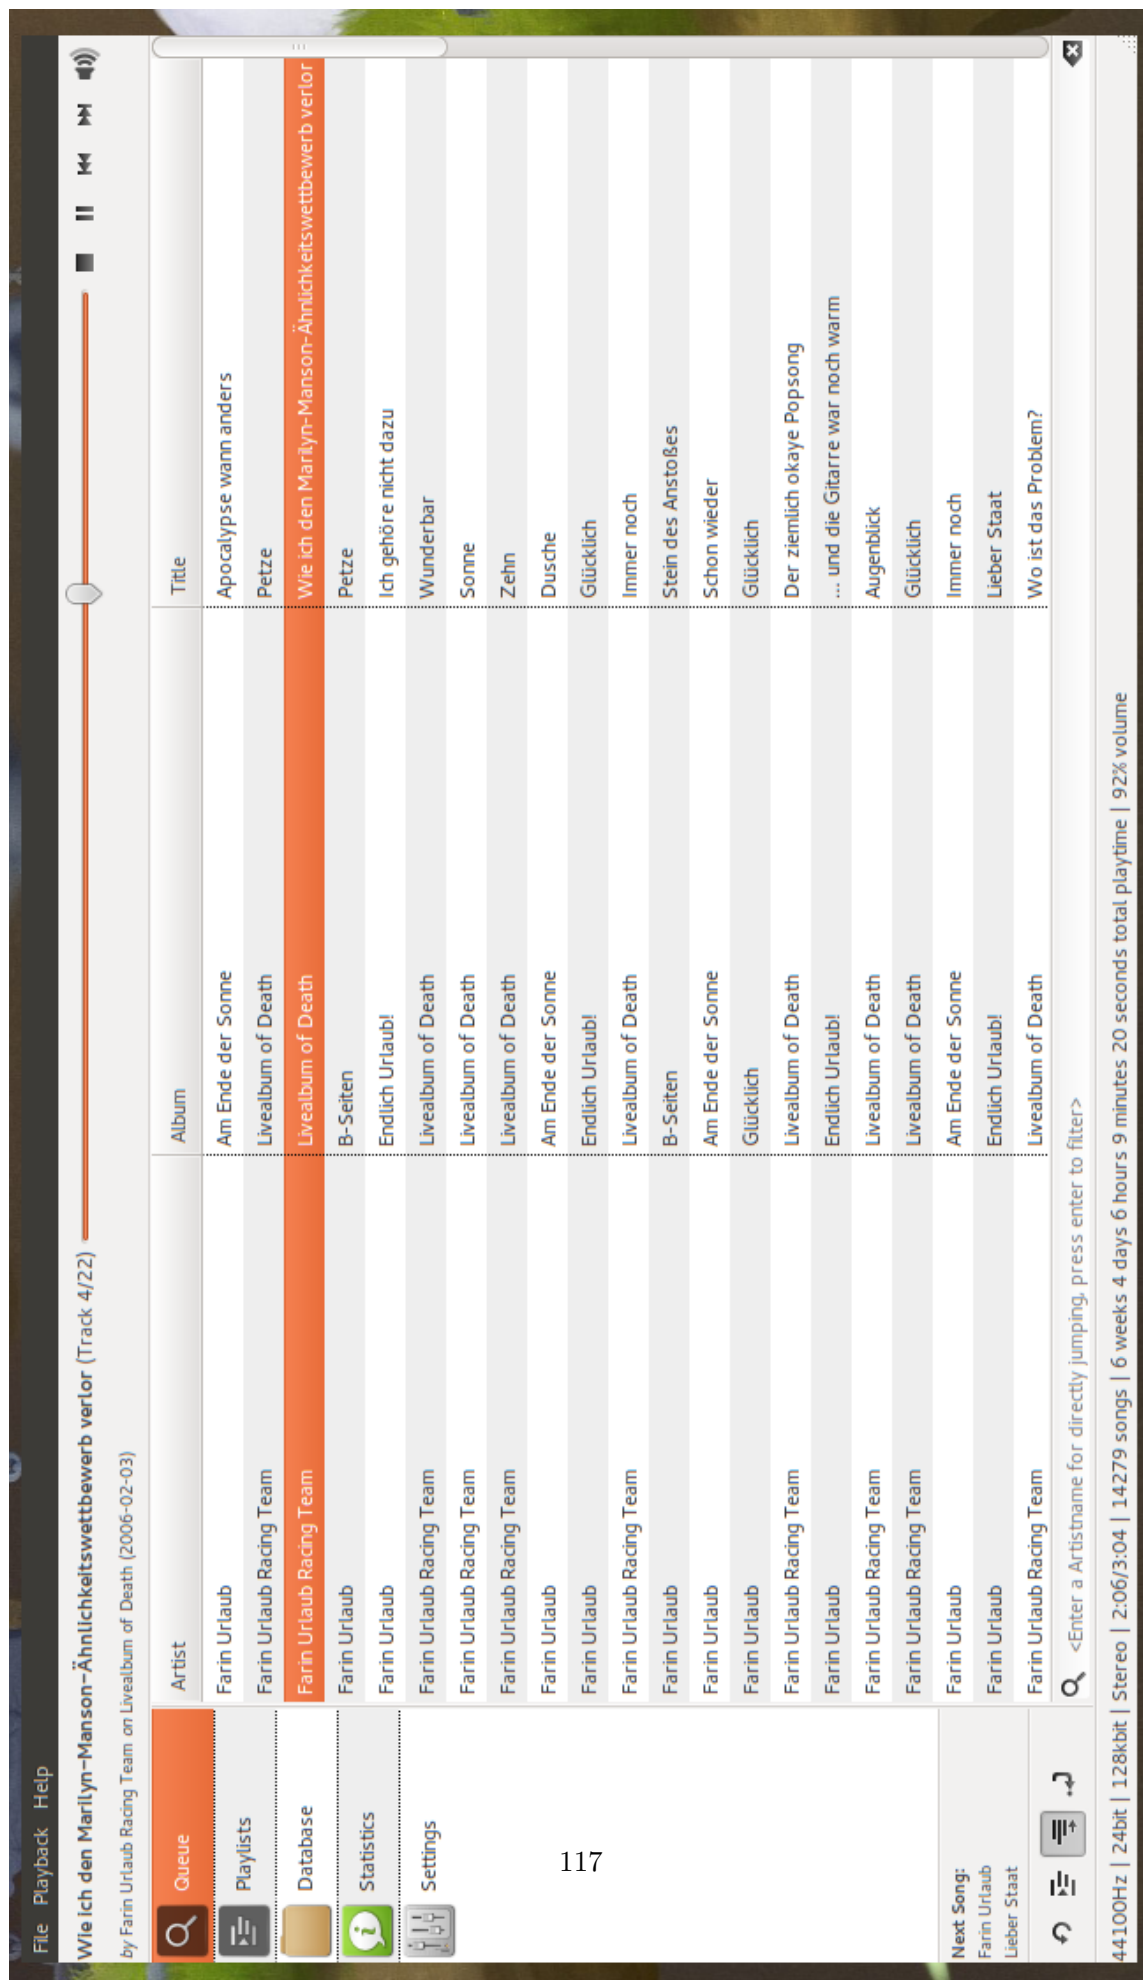 File Playback Help
Wie ich den Marilyn-Manson-Ähnlichkeitswettbewerb verlor (Track 4/22)
by Farin Urlaub Racing Team on Livealbum of Death (2006-02-03)
Queue
Playlists
Database
Statistics
Settings
Next Song:
Farin Urlaub
Lieber Staat
Artist Album Title
Farin Urlaub Am Ende der Sonne Apocalypse wann anders
Farin Urlaub Racing Team Livealbum of Death Petze
Farin Urlaub Racing Team Livealbum of Death Wie ich den Marilyn-Manson-Ähnlichkeitswettbewerb verlor
Farin Urlaub B-Seiten Petze
Farin Urlaub Endlich Urlaub! Ich gehöre nicht dazu
Farin Urlaub Racing Team Livealbum of Death Wunderbar
Farin Urlaub Racing Team Livealbum of Death Sonne
Farin Urlaub Racing Team Livealbum of Death Zehn
Farin Urlaub Am Ende der Sonne Dusche
Farin Urlaub Endlich Urlaub! Glücklich
Farin Urlaub Racing Team Livealbum of Death Immer noch
Farin Urlaub B-Seiten Stein des Anstoßes
Farin Urlaub Am Ende der Sonne Schon wieder
Farin Urlaub Glücklich Glücklich
Farin Urlaub Racing Team Livealbum of Death Der ziemlich okaye Popsong
Farin Urlaub Endlich Urlaub! ... und die Gitarre war noch warm
Farin Urlaub Racing Team Livealbum of Death Augenblick
Farin Urlaub Racing Team Livealbum of Death Glücklich
Farin Urlaub Am Ende der Sonne Immer noch
Farin Urlaub Endlich Urlaub! Lieber Staat
Farin Urlaub Racing Team Livealbum of Death Wo ist das Problem?
<Enter a Artistname for directly jumping, press enter to filter>
44100Hz | 24bit | 128kbit | Stereo | 2:06/3:04 | 14279 songs | 6 weeks 4 days 6 hours 9 minutes 20 seconds total playtime | 92% volume
117